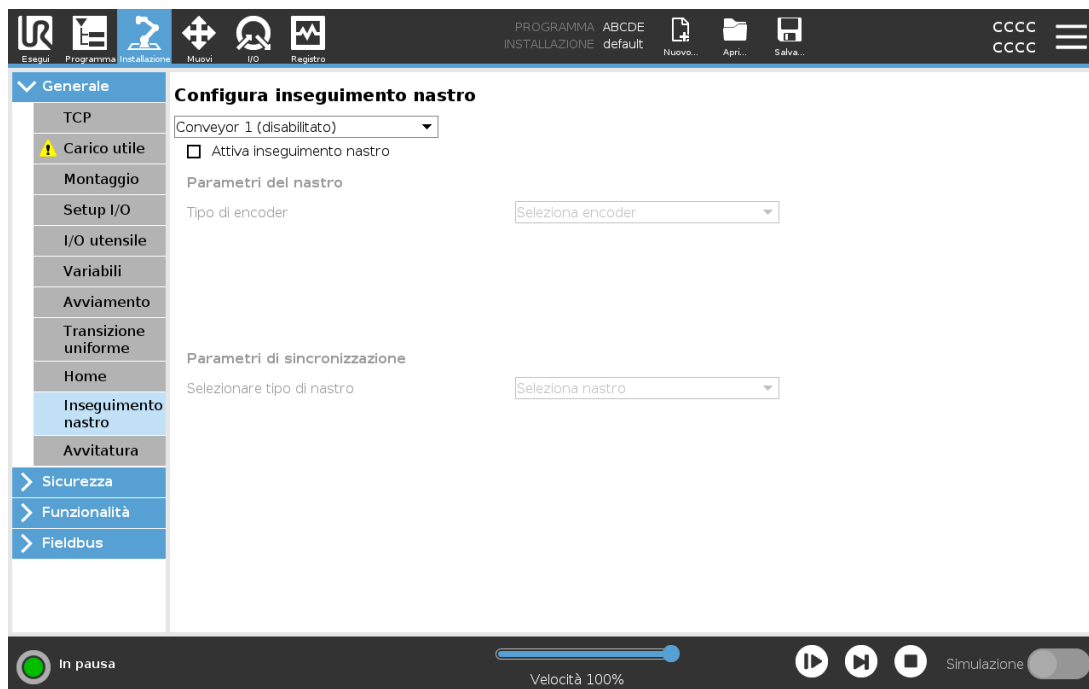 UR
Esegui
Programma
Installazione
Muovi
I/O
Registro
PROGRAMMA ABCDE
INSTALLAZIONE default
Nuovo...
Apri...
Salva...
CCCC
CCCC
Generale
TCP
Carico utile
Montaggio
Setup I/O
I/O utensile
Variabili
Avviamento
Transizione
uniforme
Home
Inseguimento
nastro
Avvitatura
Sicurezza
Funzionalità
Fieldbus
Configura inseguimento nastro
Conveyor 1 (disabilitato)
Attiva inseguimento nastro
Parametri del nastro
Tipo di encoder Seleziona encoder
Parametri di sincronizzazione
Selezionare tipo di nastro Seleziona nastro
In pausa
Velocità 100%
Simulazione